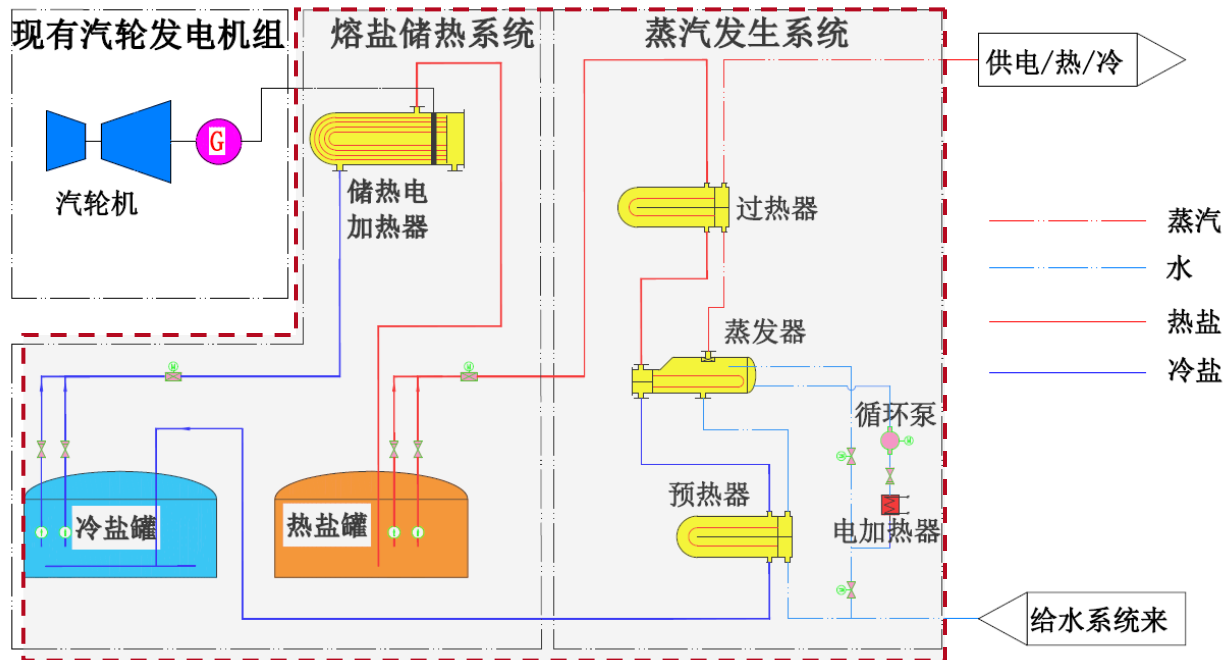 现有汽轮发电机组
熔盐储热系统
蒸汽发生系统
供电/热/冷
G
汽轮机
储热电
加热器
过热器
蒸汽
水
热盐
冷盐
蒸发器
循环泵
预热器
电加热器
冷盐罐
热盐罐
给水系统来